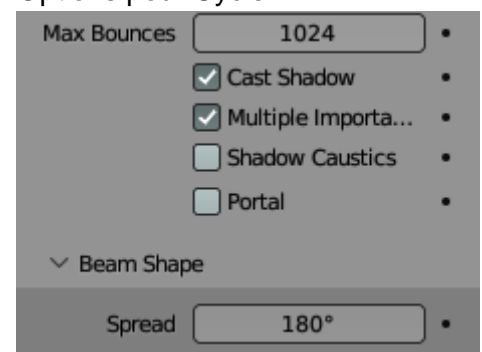 Max Bounces 1024
Cast Shadow
Multiple Importa...
Shadow Caustics
Portal
Beam Shape
Spread 180°